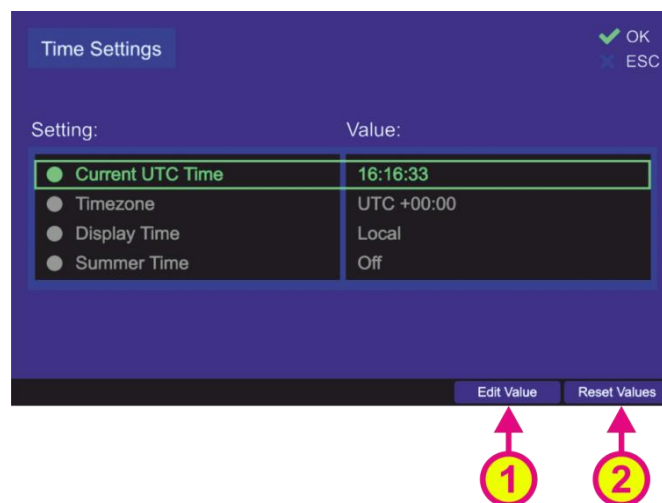 Time Settings
OK
ESC
Setting: Value:
Current UTC Time 16:16:33
Timezone UTC +00:00
Display Time Local
Summer Time Off
Edit Value Reset Values
1 2